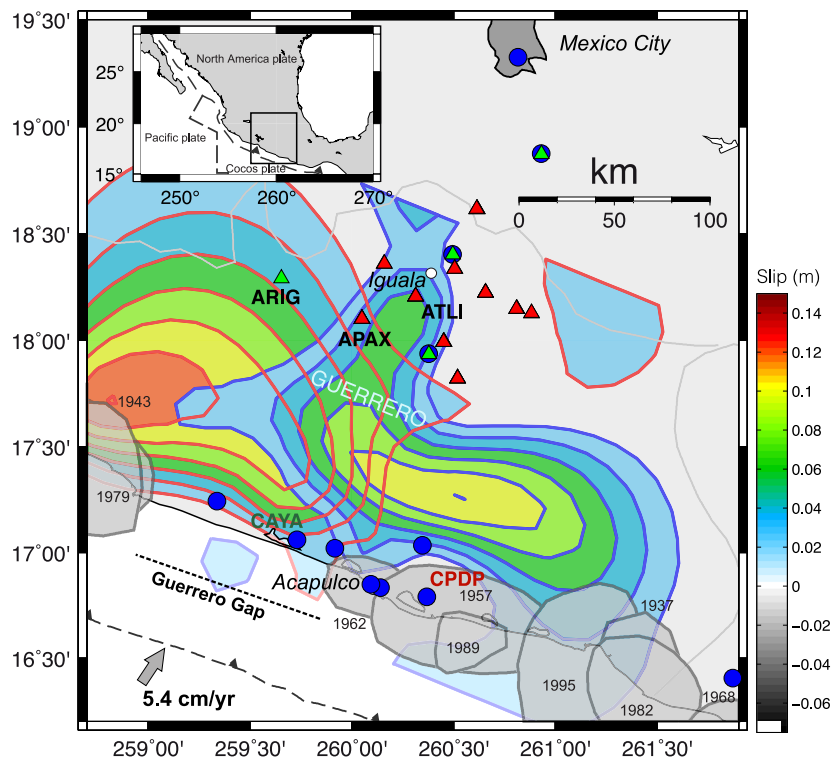 19°30'
19°00'
18°30'
18°00'
17°30'
17°00'
16°30'
259°00'
259°30'
260°00'
260°30'
261°00'
261°30'
25°
20°
15°
250°
260°
270°
North America plate
Pacific plate
Cocos plate
Mexico City
km
0
50
100
Iguala
ARIG
ATLI
APAX
GUERRERO
1943
1979
CAYA
Acapulco
CPDP
Guerrero Gap
5.4 cm/yr
1957
1962
1989
1937
1995
1982
1968
Slip (m)
0.14
0.12
0.10
0.08
0.06
0.04
0.02
0
−0.02
−0.04
−0.06